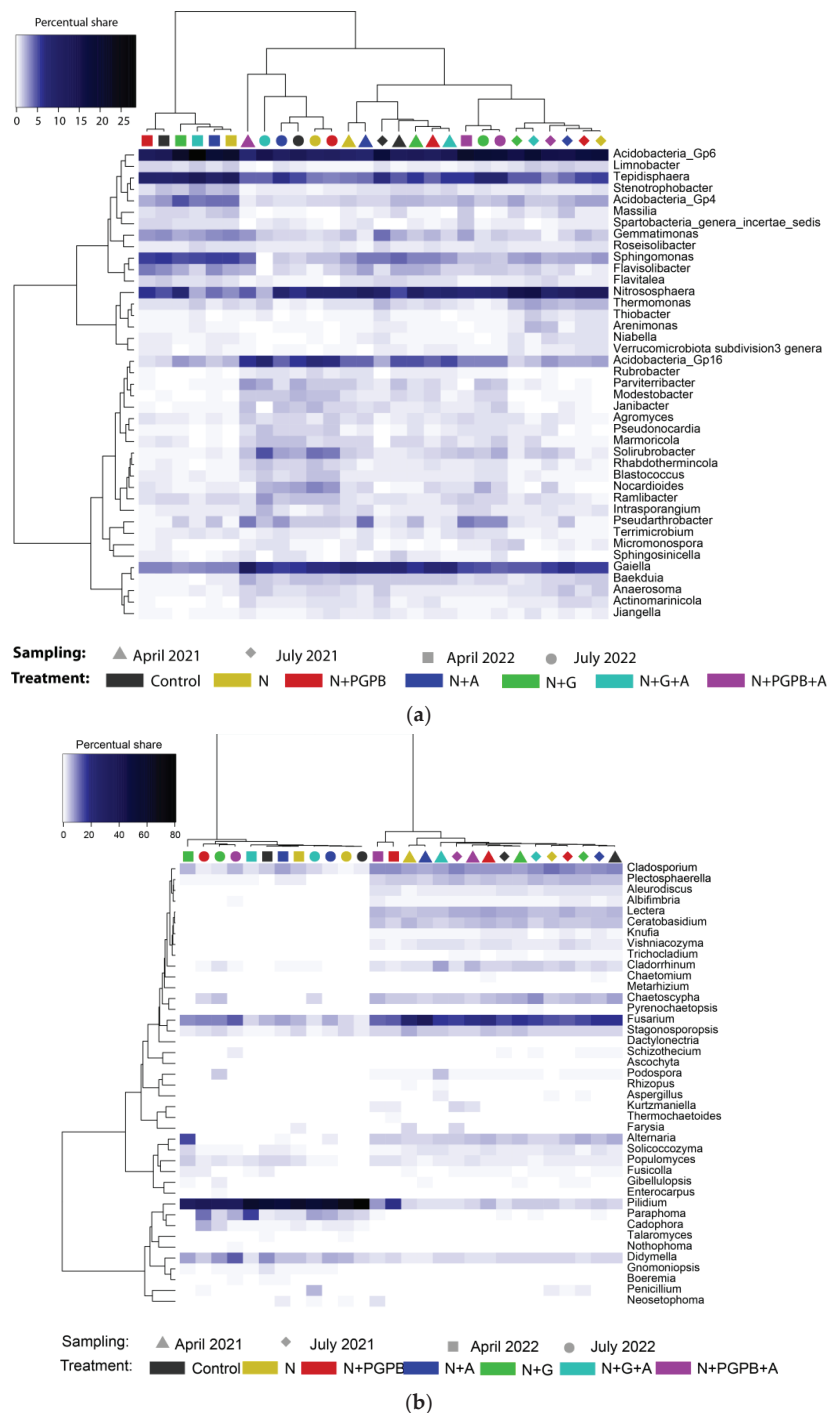 Percentual share
0 5 10 15 20 25
Acidobacteria_Gp6
Limnobacter
Tepidisphaera
Stenotrophobacter
Acidobacteria_Gp4
Massilia
Spartobacteria_genera_incertae_sedis
Gemmatimonas
Roseisolibacter
Sphingomonas
Flavisolibacter
Flavitalea
Nitrososphaera
Thermomonas
Thiobacter
Arenimonas
Niabella
Verrucomicrobiota subdivision3 genera
Acidobacteria_Gp16
Rubrobacter
Parviterribacter
Modestobacter
Janibacter
Agromyces
Pseudonocardia
Marmoricola
Solirubrobacter
Rhabdothermincola
Blastococcus
Nocardioides
Ramlibacter
Intrasporangium
Pseudarthrobacter
Terrimicrobium
Micromonospora
Sphingosinicella
Gaiella
Baekduia
Anaerosoma
Actinomarinicola
Jiangella
Sampling: April 2021 July 2021 April 2022 July 2022
Treatment: Control N N+PGPB N+A N+G N+G+A N+PGPB+A
(a)
Percentual share
0 20 40 60 80
Cladosporium
Plectosphaerella
Aleurodiscus
Albifimbria
Lectera
Ceratobasidium
Knufia
Vishniacozyma
Trichocladium
Cladorrhinum
Chaetomium
Metarhizium
Chaetoscypha
Pyrenochaetopsis
Fusarium
Stagonosporopsis
Dactylonectria
Schizothecium
Ascochyta
Podospora
Rhizopus
Aspergillus
Kurtzmaniella
Thermochaetoides
Farysia
Alternaria
Solicoccozyma
Populomyces
Fusicolla
Gibellulopsis
Enterocarpus
Pilidium
Paraphoma
Cadophora
Talaromyces
Nothophoma
Didymella
Gnomoniopsis
Boeremia
Penicillium
Neosetophoma
Sampling: April 2021 July 2021 April 2022 July 2022
Treatment: Control N N+PGPB N+A N+G N+G+A N+PGPB+A
(b)